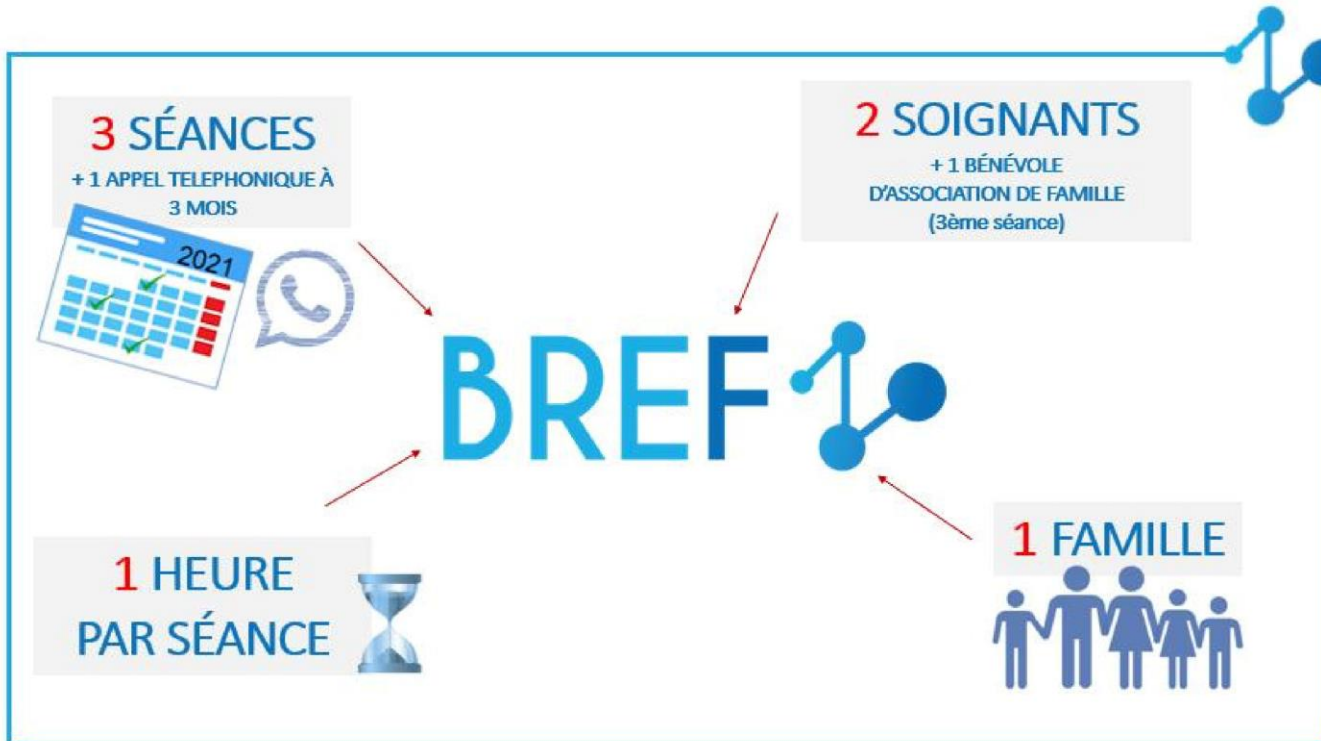 3 SÉANCES
+ 1 APPEL TELEPHONIQUE À
3 MOIS
2021
2 SOIGNANTS
+ 1 BÉNÉVOLE
D'ASSOCIATION DE FAMILLE
(3ème séance)
BREF
1 HEURE
PAR SÉANCE
1 FAMILLE